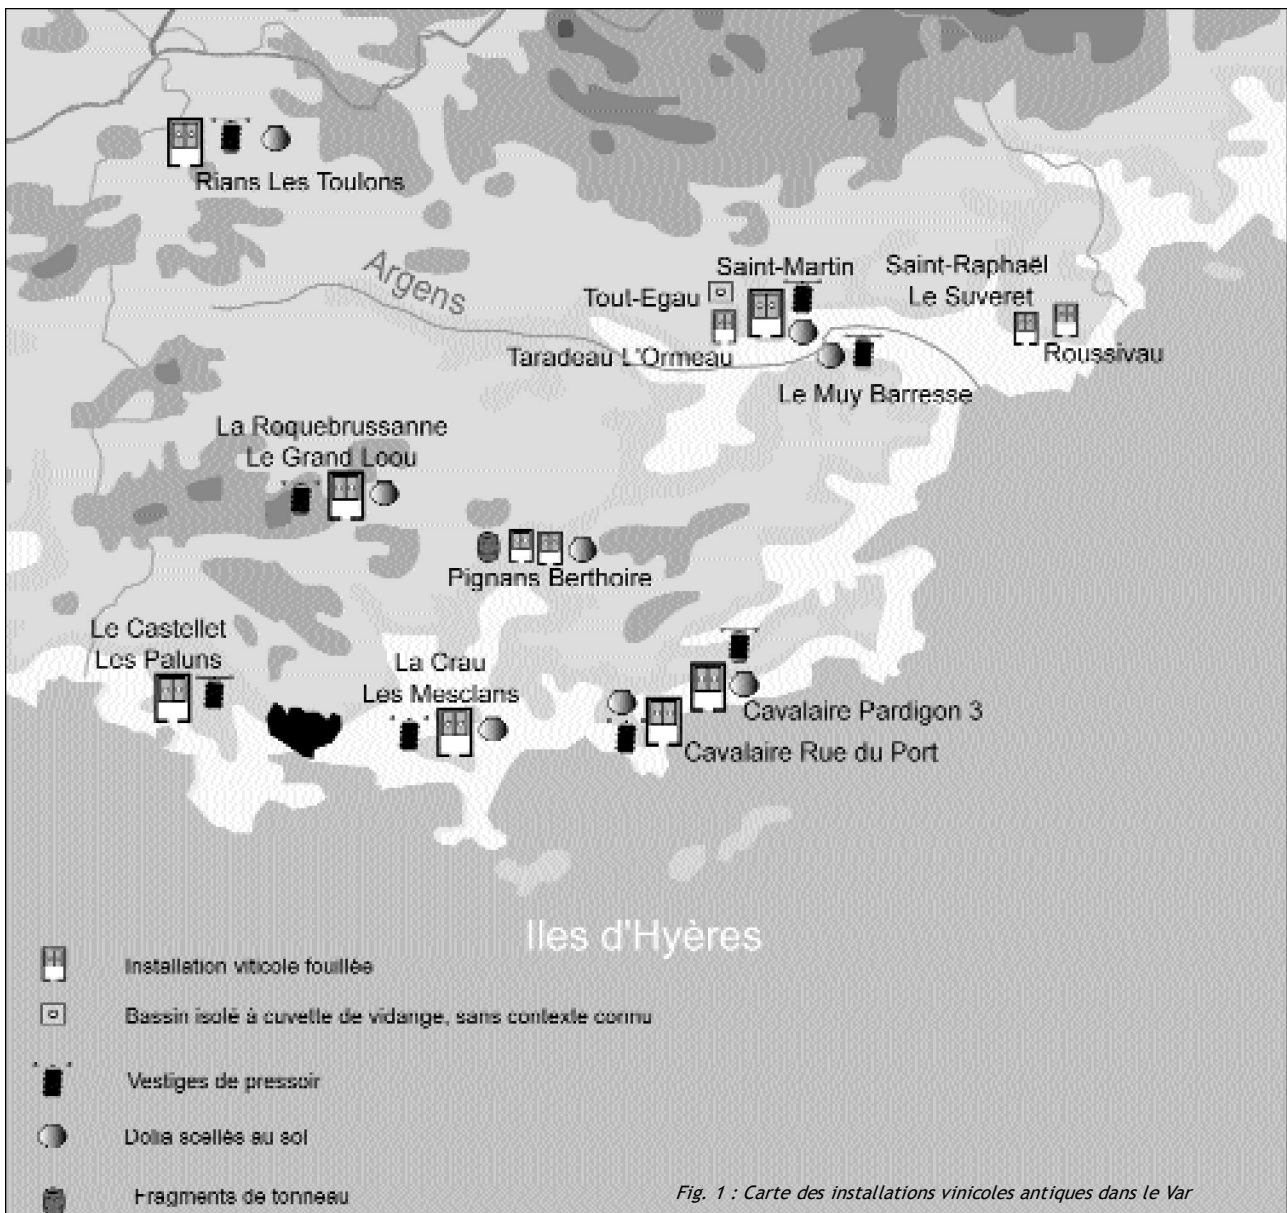 Rians Les Toulons
Argens
Saint-Martin
Tout-Egau
Taradeau L'Ormeau
Saint-Raphaël
Le Suveret
Roussivau
Le Muy Barresse
La Roquebrussanne
Le Grand Loou
Pignans Berthoire
Le Castellet
Les Paluns
La Crau
Les Mesclans
Cavalaire Pardigon 3
Cavalaire Rue du Port
Iles d'Hyères
Installation viticole fouillée
Bassin isolé à cuvette de vidange, sans contexte connu
Vestiges de pressoir
Dolia scellés au sol
Fragments de tonneau
Fig. 1 : Carte des installations vinicoles antiques dans le Var